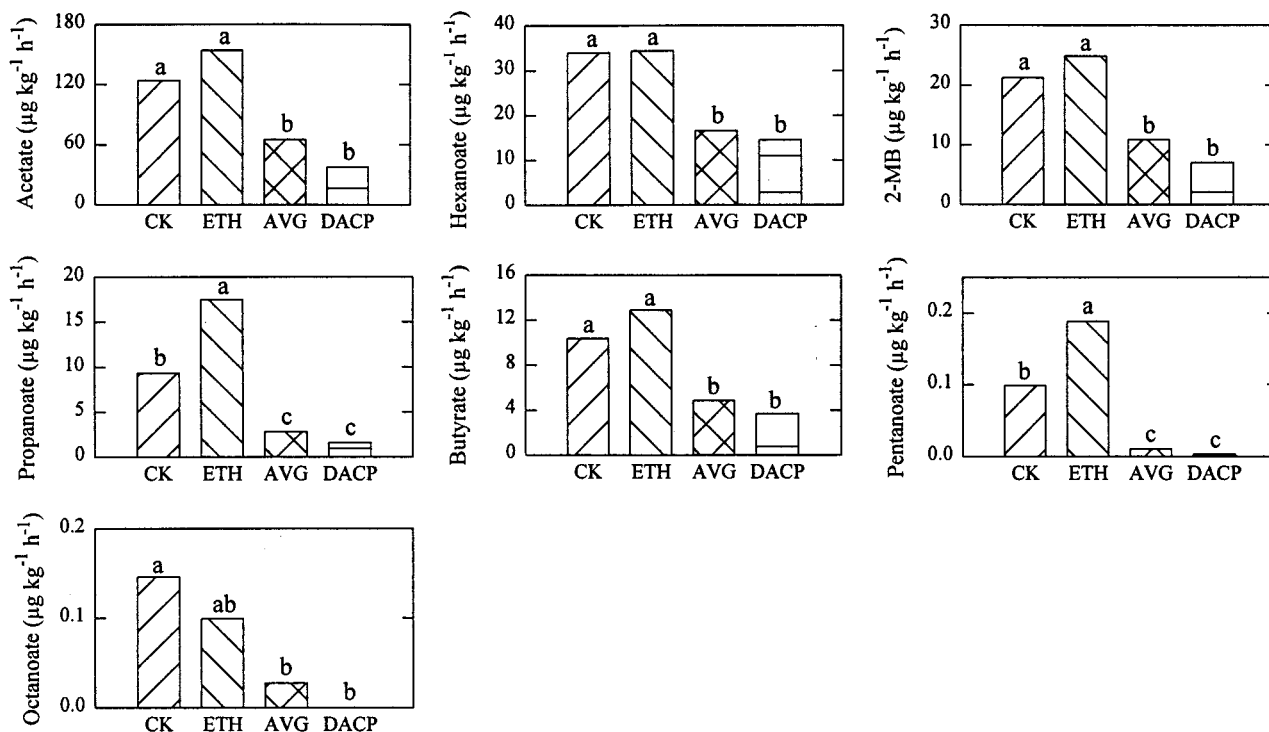 Acetate (µg kg⁻¹ h⁻¹)
180
120
60
0
a
a
b
b
CK ETH AVG DACP
Hexanoate (µg kg⁻¹ h⁻¹)
40
30
20
10
0
a
a
b
b
CK ETH AVG DACP
2-MB (µg kg⁻¹ h⁻¹)
30
20
10
0
a
a
b
b
CK ETH AVG DACP
Propanoate (µg kg⁻¹ h⁻¹)
20
15
10
5
0
b
a
c
c
CK ETH AVG DACP
Butyrate (µg kg⁻¹ h⁻¹)
16
12
8
4
0
a
a
b
b
CK ETH AVG DACP
Pentanoate (µg kg⁻¹ h⁻¹)
0.2
0.1
0.0
b
a
c
c
CK ETH AVG DACP
Octanoate (µg kg⁻¹ h⁻¹)
0.2
0.1
0.0
a
ab
b
b
CK ETH AVG DACP